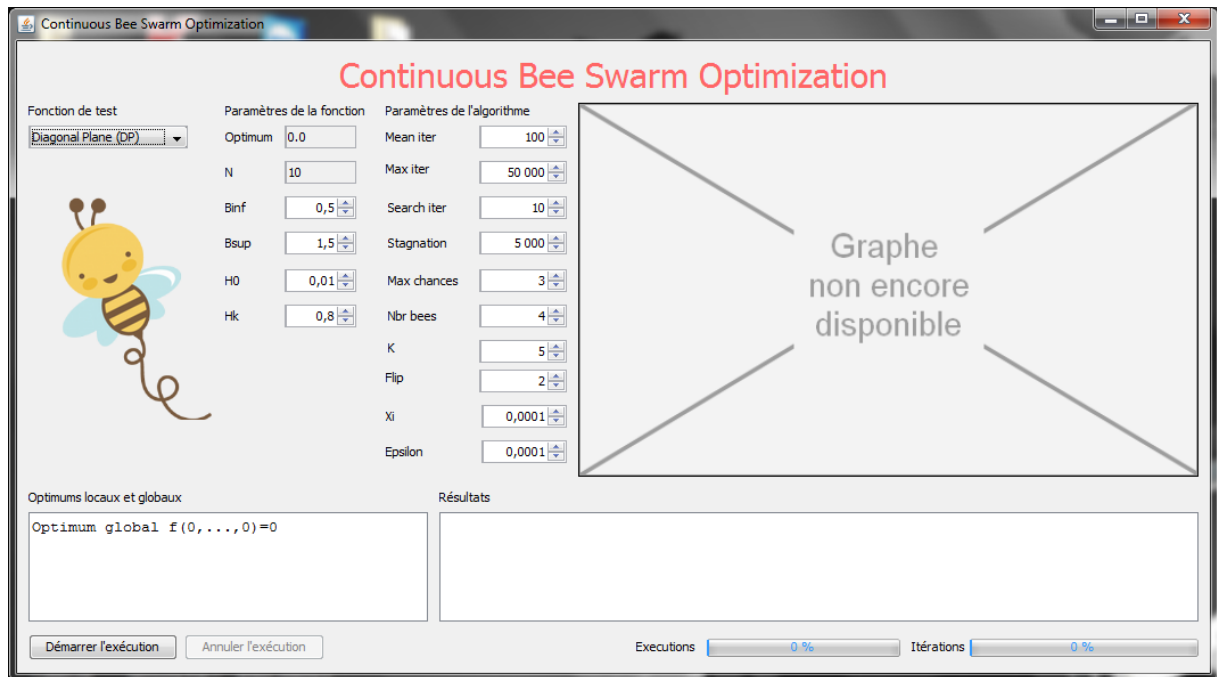 Continuous Bee Swarm Optimization
Continuous Bee Swarm Optimization
Fonction de test
Diagonal Plane (DP)
Paramètres de la fonction
Optimum 0.0
N 10
Binf 0,5
Bsup 1,5
H0 0,01
Hk 0,8
Paramètres de l'algorithme
Mean iter 100
Max iter 50 000
Search iter 10
Stagnation 5 000
Max chances 3
Nbr bees 4
K 5
Flip 2
Xi 0,0001
Epsilon 0,0001
Graphe
non encore
disponible
Optimums locaux et globaux
Optimum global f(0,...,0)=0
Résultats
Démarrer l'exécution
Annuler l'exécution
Executions 0 %
Itérations 0 %